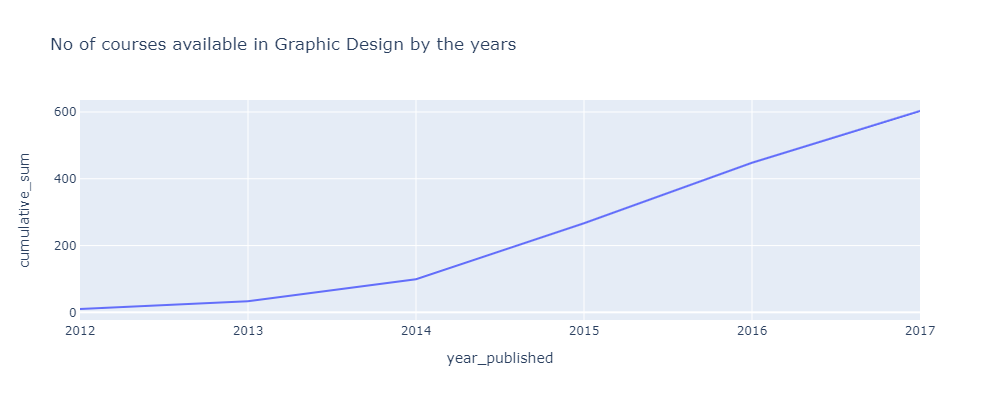 No of courses available in Graphic Design by the years
600
400
200
0
cumulative_sum
2012 2013 2014 2015 2016 2017
year_published